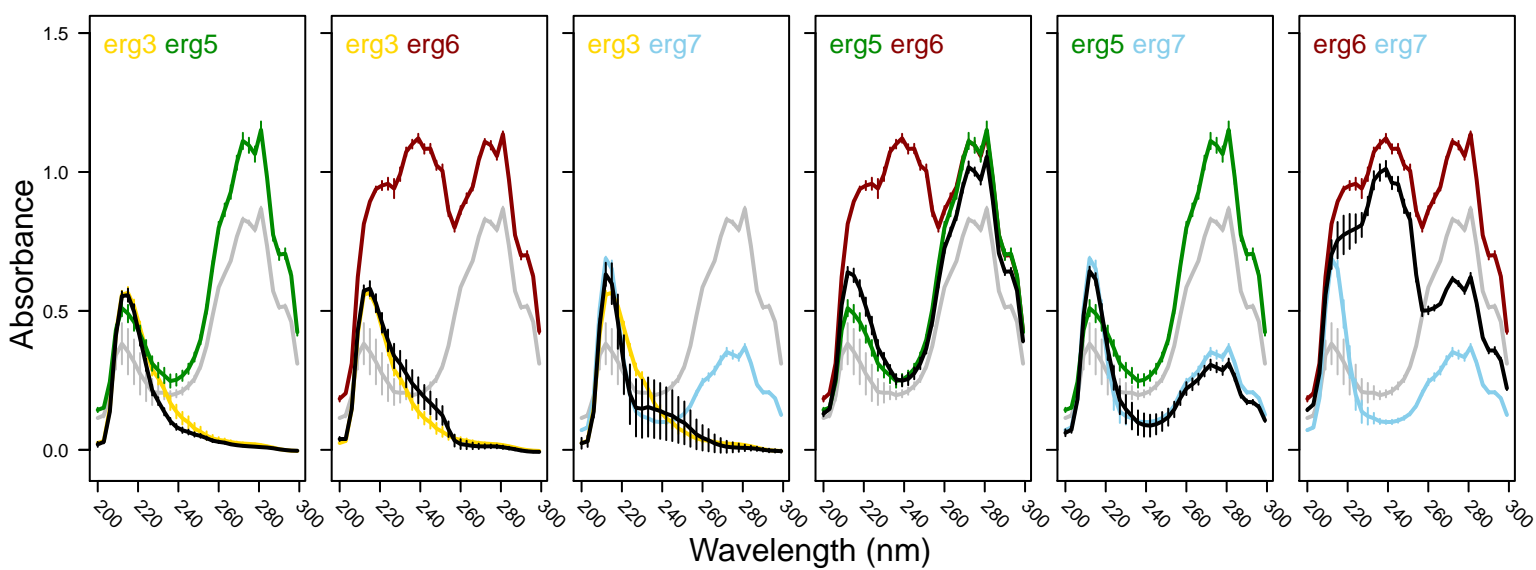 erg3 erg5
erg3 erg6
erg3 erg7
erg5 erg6
erg5 erg7
erg6 erg7
1.5
1.0
0.5
0.0
Absorbance
200 220 240 260 280 300
200 220 240 260 280 300
200 220 240 260 280 300
200 220 240 260 280 300
200 220 240 260 280 300
200 220 240 260 280 300
Wavelength (nm)